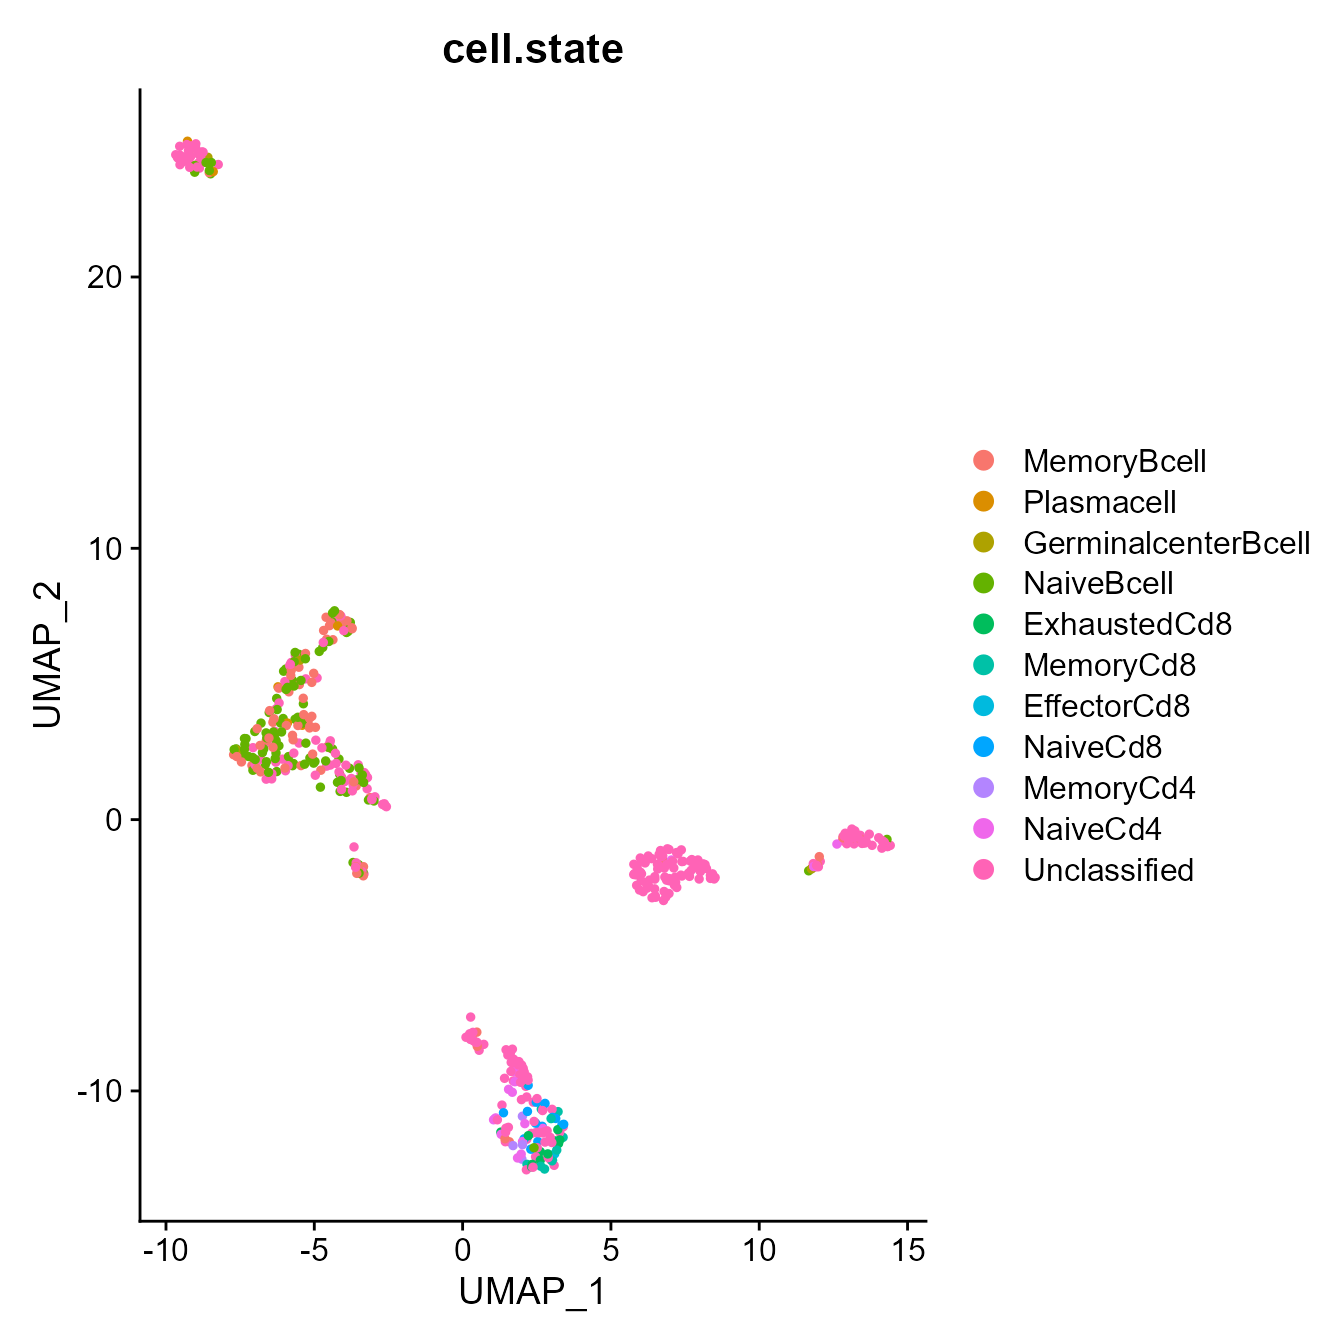 cell.state
20
10
0
-10
UMAP_2
-10
-5
0
5
10
15
UMAP_1
MemoryBcell
Plasmacell
GerminalcenterBcell
NaiveBcell
ExhaustedCd8
MemoryCd8
EffectorCd8
NaiveCd8
MemoryCd4
NaiveCd4
Unclassified